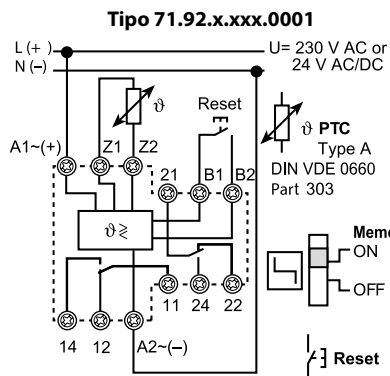 Tipo 71.92.x.xxx.0001
L (+)
N (–)
U= 230 V AC or
24 V AC/DC
Reset
ϑ
ϑ PTC
Type A
DIN VDE 0660
Part 303
A1~(+) Z1 Z2
21 B1 B2
ϑ ≷
ON
OFF
11 24 22
14 12 A2~(–)
Reset